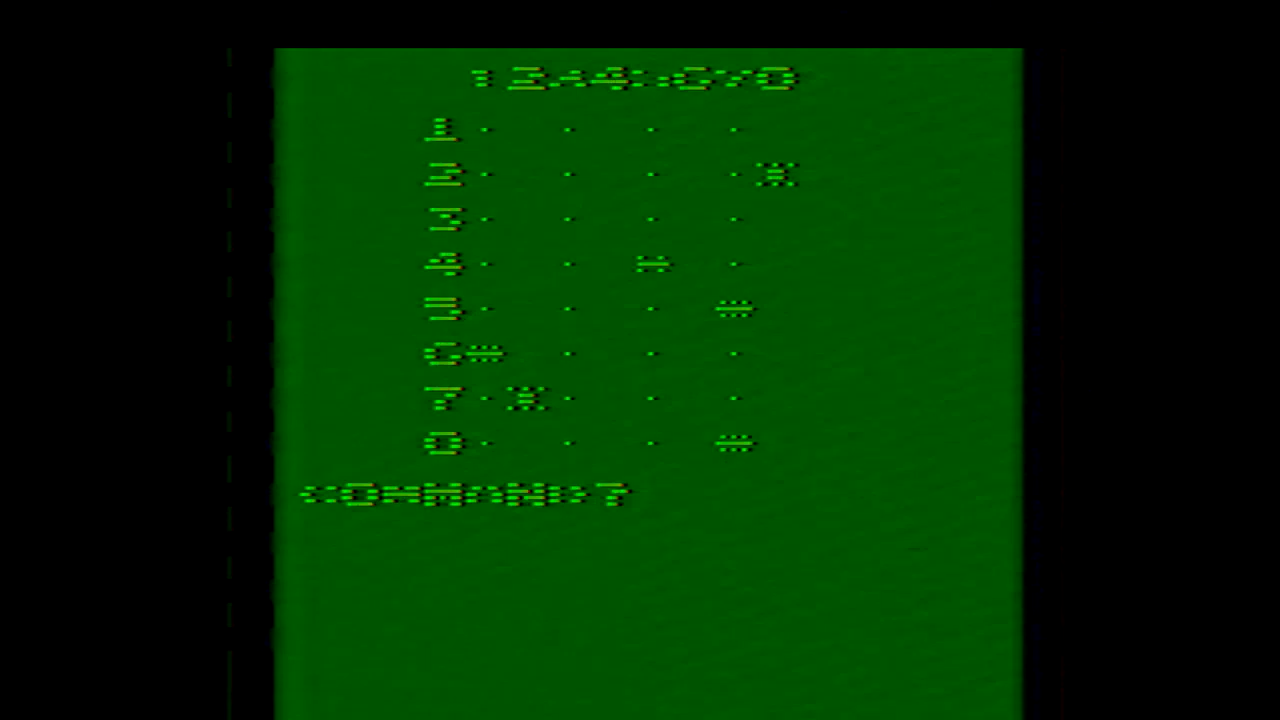 12345678
1. . . .
2. . . .*
3. . . .
4. .   .
5. . .
6  . . .
7.*. . .
8. . .
COMMAND?